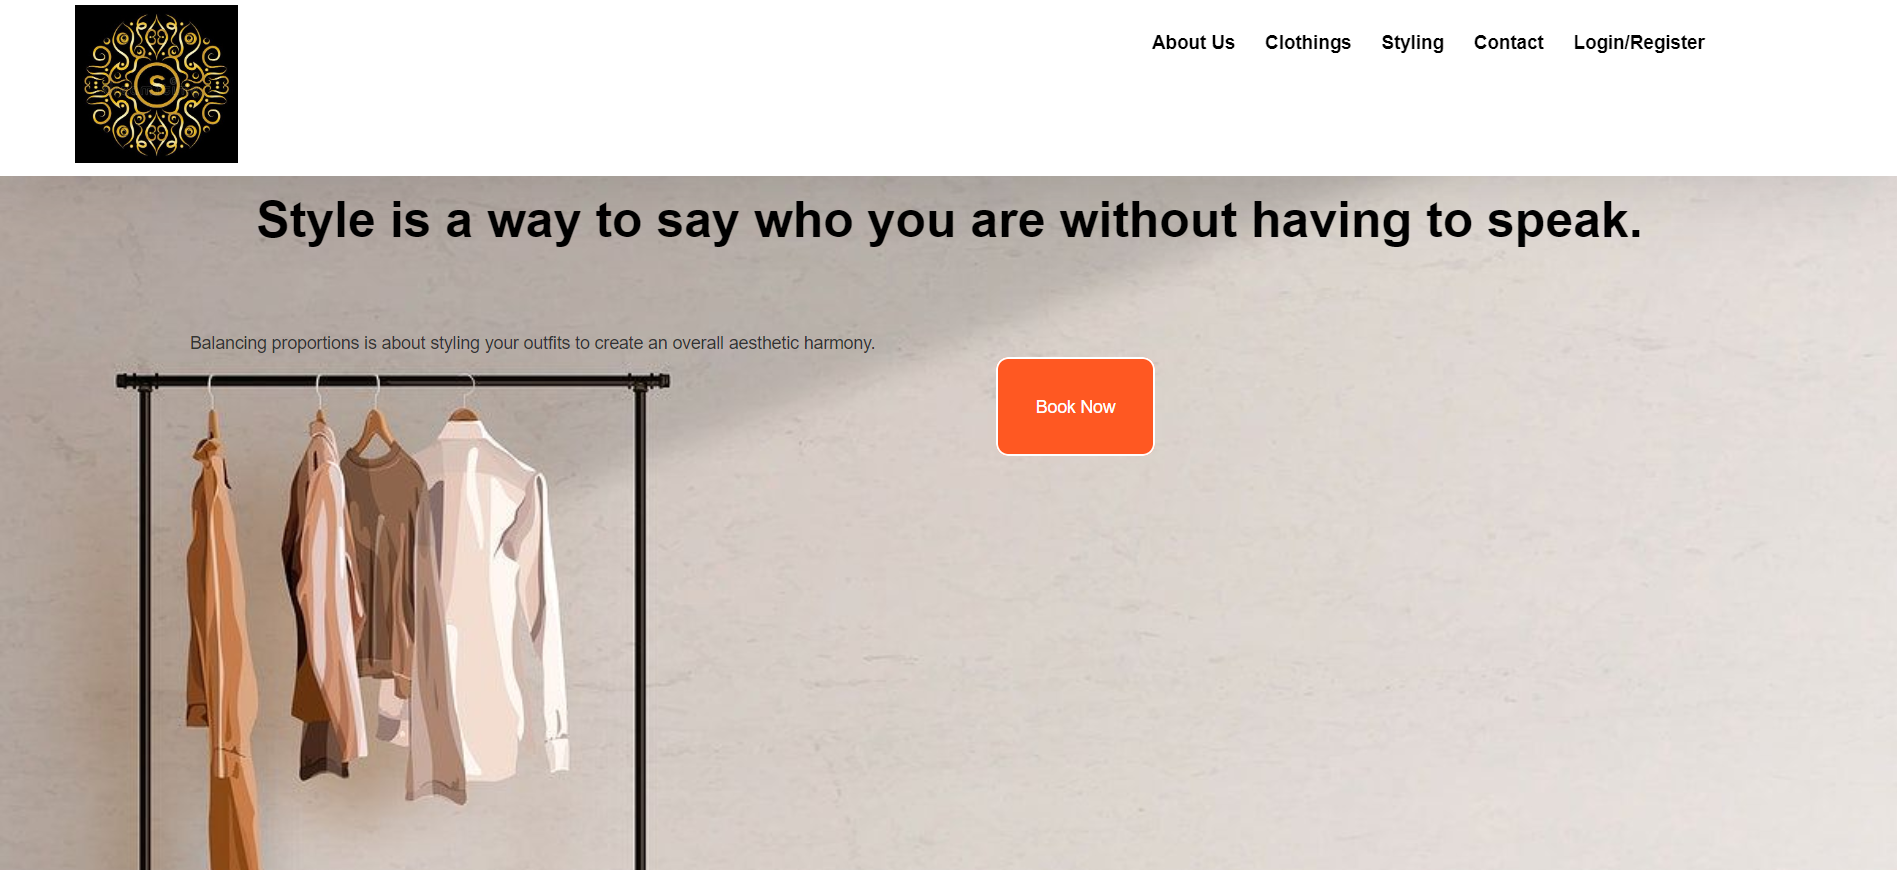 S
About Us Clothings Styling Contact Login/Register
Style is a way to say who you are without having to speak.
Balancing proportions is about styling your outfits to create an overall aesthetic harmony.
Book Now